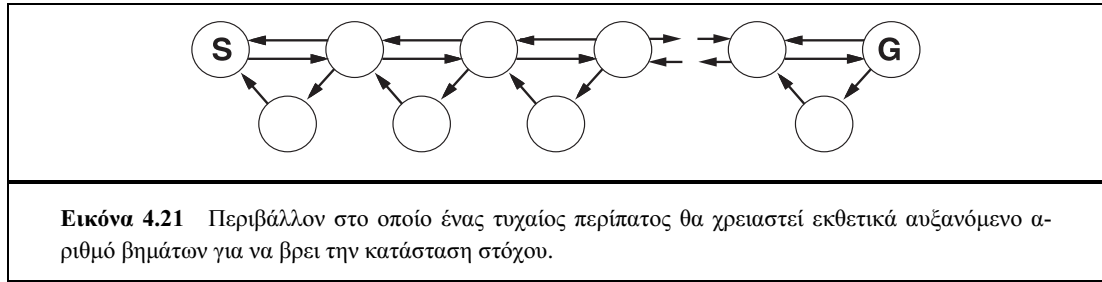 S
G
Εικόνα 4.21 Περιβάλλον στο οποίο ένας τυχαίος περίπατος θα χρειαστεί εκθετικά αυξανόμενο α-
ριθμό βημάτων για να βρει την κατάσταση στόχου.